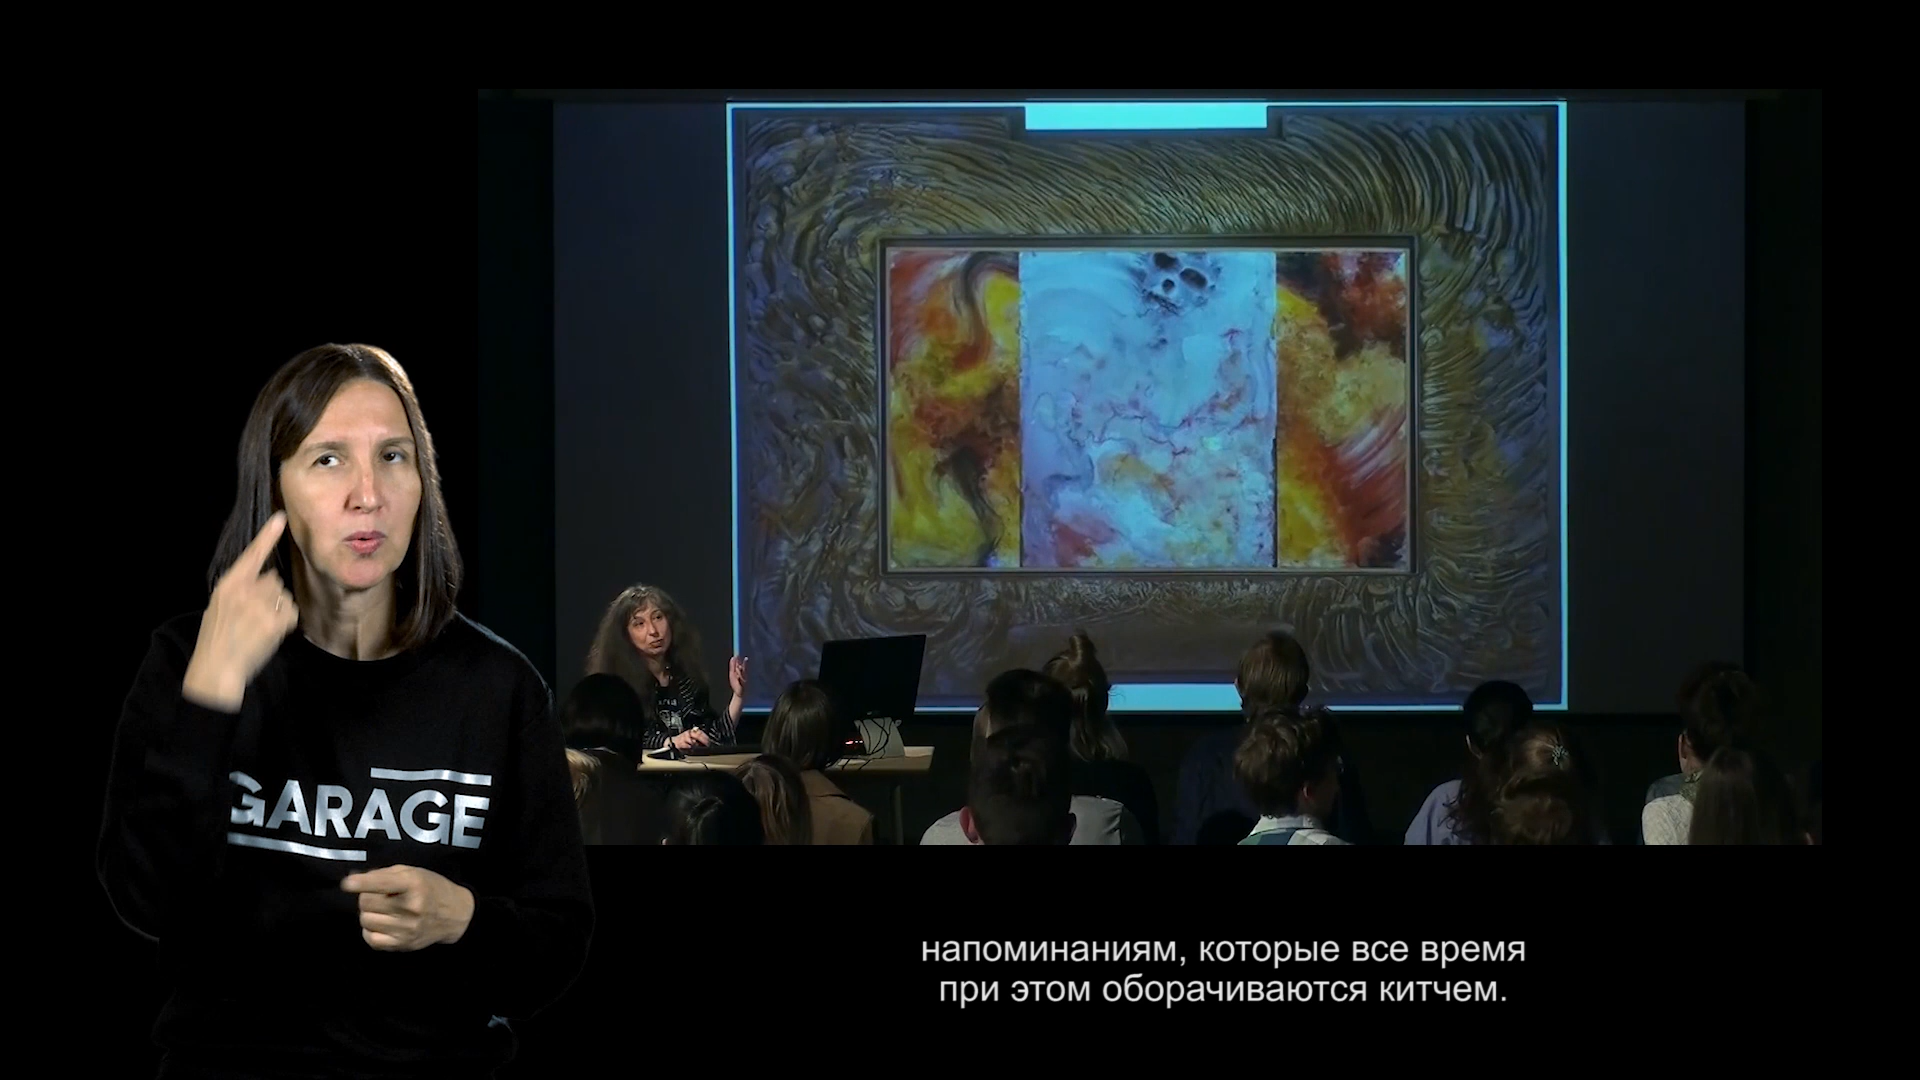 GARAGE
напоминаниям, которые все время
при этом оборачиваются китчем.